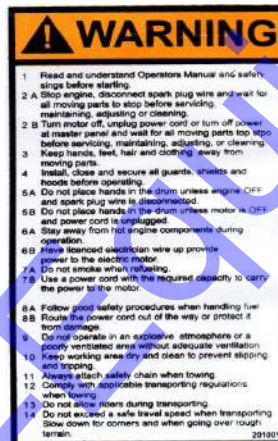 WARNING
1 Read and understand Operators Manual and safety
sings before starting.
2 A Stop engine, disconnect spark plug wire and wait for
all moving parts to stop before servicing,
maintaining, adjusting or cleaning.
2 B Turn motor off, unplug power cord or turn off power
at master panel and wait for all moving parts top stpo
before servicing, maintaining, adjusting, or cleaning.
3 Keep hands, feet, hair and clothing away from
moving parts.
4 Install, close and secure all guards, shields and
hoods before operating.
5A Do not place hands in the drum unless engine OFF
and spark plug wire is disconnected.
5B Do not place hands in the drum unless motor is OFF
and power cord is unplugged.
6A Stay away from hot engine components during
operation.
6B Have licenced electrician wire up provide
power to the electric motor.
7A Do not smoke when refueling.
7B Use a power cord with the required capacity to carry
the power to the motor.
8A Follow good safety procedures when handling fuel
8B Route the power cord out of the way or protect it
from damage.
9 Do not operate in an explosive atmosphere or a
poorly ventilated area without adequate ventilation
10 Keep working area dry and clean to prevent slipping
and tripping.
11 Always attach safety chain when towing.
12 Comply with applicable transporting regulations
when towing.
13 Do not allow riders during transporting
14 Do not exceed a safe travel speed when transporting
Slow down for corners and when going over rough
terrain.